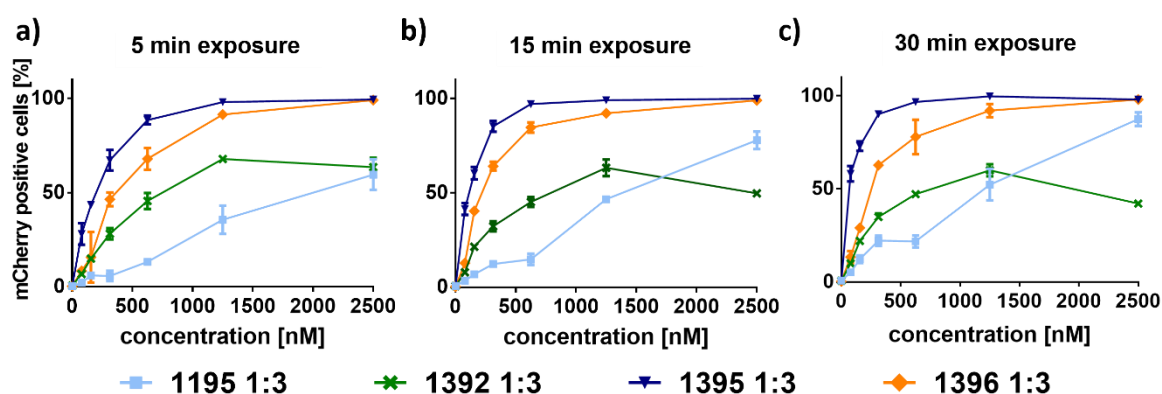 a) 5 min exposure b) 15 min exposure c) 30 min exposure
mCherry positive cells [%]
100 100 100
50 50 50
0 0 0
0 500 1000 1500 2000 2500 0 500 1000 1500 2000 2500 0 500 1000 1500 2000 2500
concentration [nM] concentration [nM] concentration [nM]
1195 1:3 1392 1:3 1395 1:3 1396 1:3